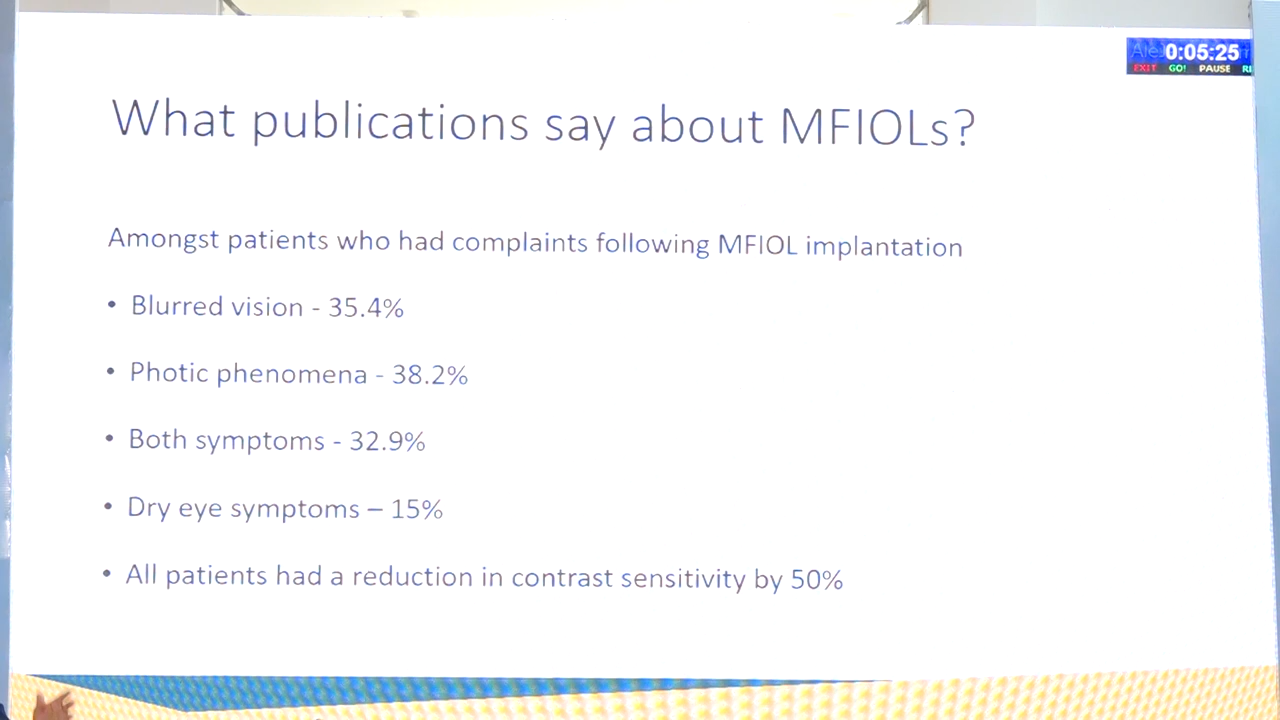 0:05:25
EXIT GO! PAUSE
What publications say about MFIOLs?
Amongst patients who had complaints following MFIOL implantation
• Blurred vision - 35.4%
• Photic phenomena - 38.2%
• Both symptoms - 32.9%
• Dry eye symptoms – 15%
• All patients had a reduction in contrast sensitivity by 50%